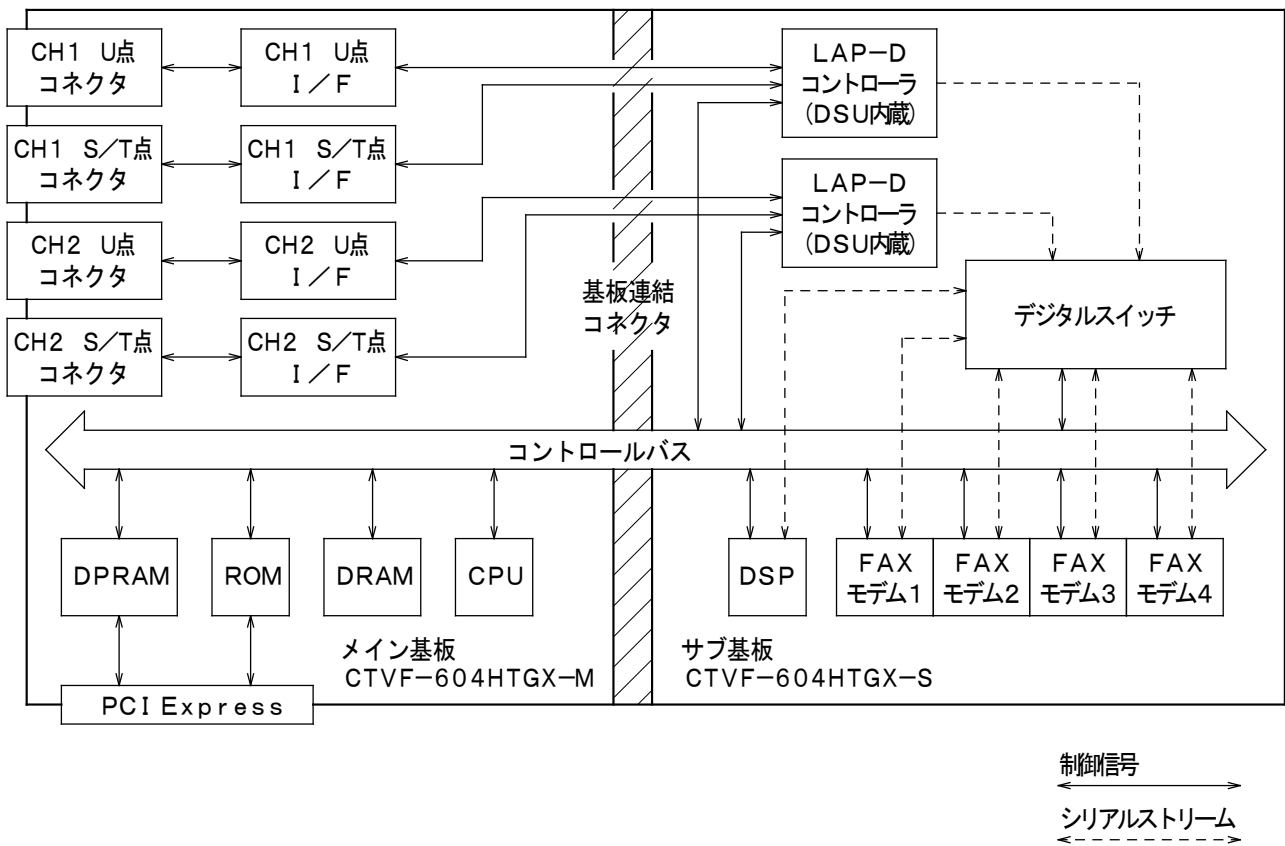 CH1 U点
コネクタ
CH1 U点
I/F
LAP-D
コントローラ
(DSU内蔵)
CH1 S/T点
コネクタ
CH1 S/T点
I/F
LAP-D
コントローラ
(DSU内蔵)
CH2 U点
コネクタ
CH2 U点
I/F
基板連結
コネクタ
デジタルスイッチ
CH2 S/T点
コネクタ
CH2 S/T点
I/F
コントロールバス
DPRAM
ROM
DRAM
CPU
DSP
FAX
モデム1
FAX
モデム2
FAX
モデム3
FAX
モデム4
メイン基板
CTVF-604HTGX-M
サブ基板
CTVF-604HTGX-S
PCI Express
制御信号
シリアルストリーム